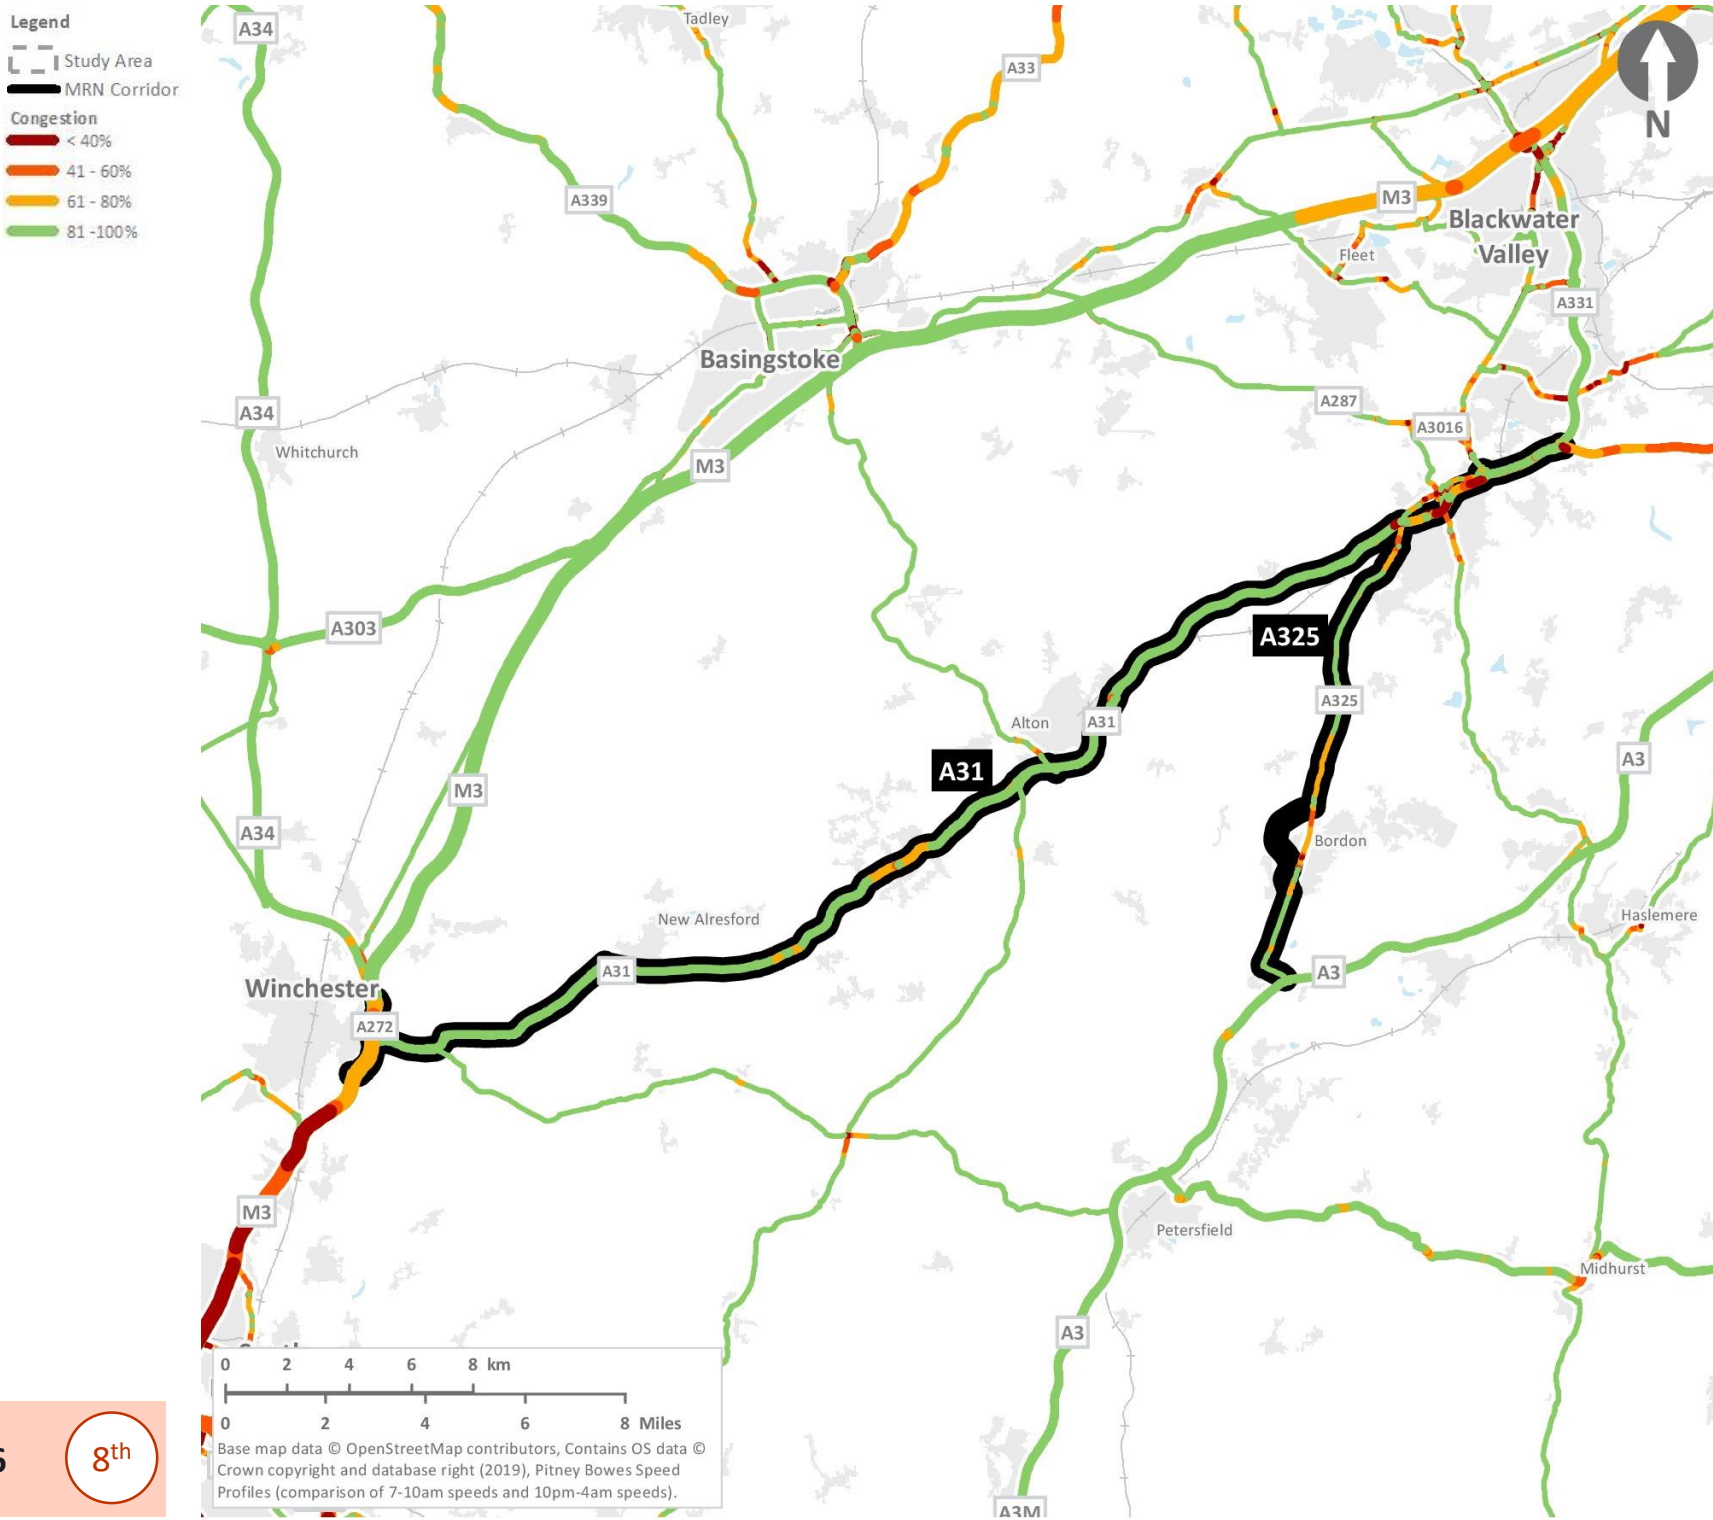 Legend
Study Area
MRN Corridor
Congestion
< 40%
41 - 60%
61 - 80%
81 -100%
A34
Tadley
A33
N
A339
M3
Blackwater
Valley
Fleet
A331
Basingstoke
A287
A34
A3016
Whitchurch
M3
A303
A325
A325
Alton
A31
A31
A3
M3
A34
Bordon
New Alresford
Haslemere
A31
A3
Winchester
A272
M3
Petersfield
Midhurst
A3
0 2 4 6 8 km
0 2 4 6 8 Miles
Base map data © OpenStreetMap contributors, Contains OS data ©
Crown copyright and database right (2019), Pitney Bowes Speed
Profiles (comparison of 7-10am speeds and 10pm-4am speeds).
A3M
8th